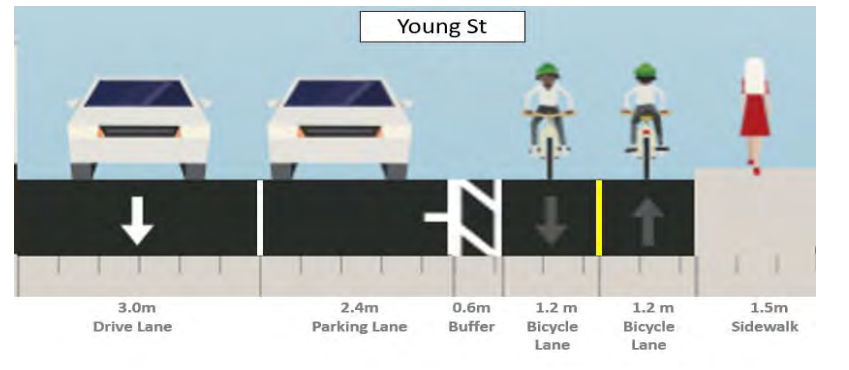 Young St
3.0m
Drive Lane
2.4m
Parking Lane
0.6m
Buffer
1.2 m
Bicycle
Lane
1.2 m
Bicycle
Lane
1.5m
Sidewalk